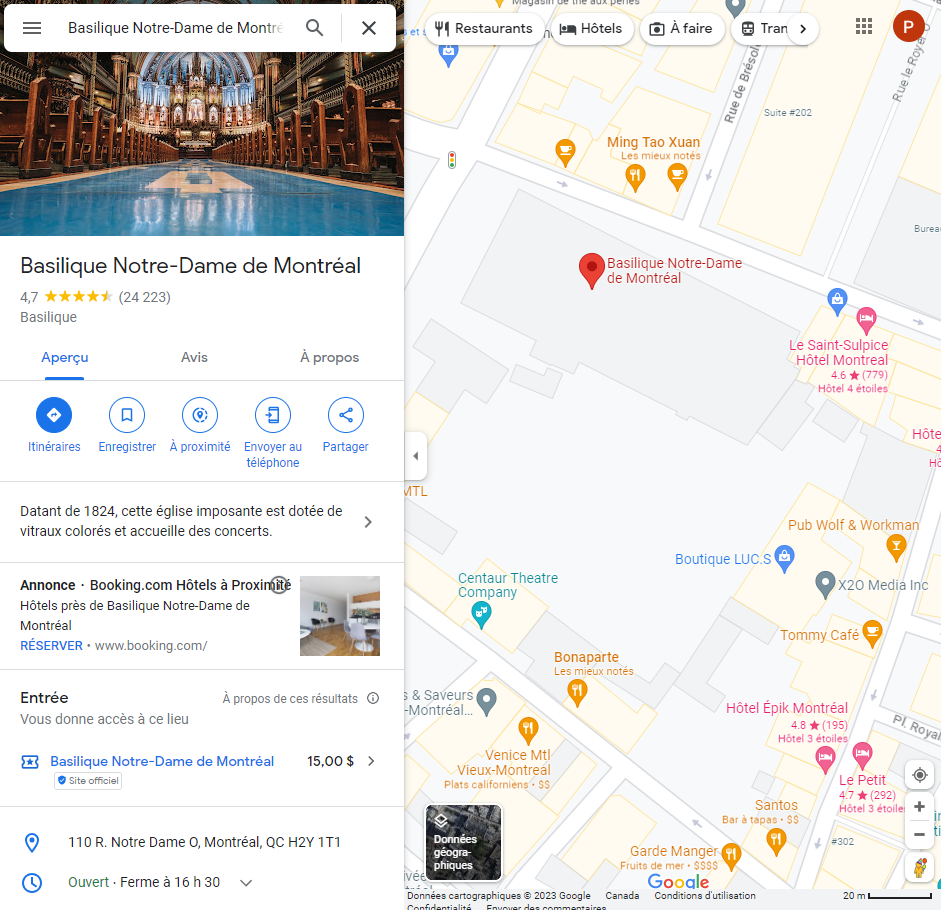 Basilique Notre-Dame de Montré
Basilique Notre-Dame de Montréal
4,7 (24 223)
Basilique
Aperçu
Avis
À propos
Itinéraires
Enregistrer
À proximité
Envoyer au
téléphone
Partager
Datant de 1824, cette église imposante est dotée de
vitraux colorés et accueille des concerts.
Annonce · Booking.com Hôtels à Proximité
Hôtels près de Basilique Notre-Dame de
Montréal
RÉSERVER • www.booking.com/
Entrée
À propos de ces résultats
Vous donne accès à ce lieu
Basilique Notre-Dame de Montréal
15,00 $
Site officiel
110 R. Notre Dame O, Montréal, QC H2Y 1T1
Ouvert · Ferme à 16 h 30
Magasin de thé aux perles
et s
Restaurants
Hôtels
À faire
Tran
P
Rue de Brésole
Rue le Royer O
Suite #202
Ming Tao Xuan
Les mieux notés
Bureau
Basilique Notre-Dame
de Montréal
Le Saint-Sulpice
Hôtel Montreal
4.6 ★ (779)
Hôtel 4 étoiles
Hôte
4
Hô
MTL
Pub Wolf & Workman
Boutique LUC.S
X2O Media Inc
Centaur Theatre
Company
Tommy Café
Bonaparte
Les mieux notés
s & Saveurs
-Montréal...
Hôtel Épik Montréal
4.8 ★ (195)
Hôtel 3 étoiles
Pl. Royal
Venice Mtl
Vieux-Montreal
Plats californiens · $$
Le Petit
4.7 ★ (292)
Hôtel 3 étoiles
Santos
Bar à tapas · $$
#302
Données
géogra-
phiques
Garde Manger
Fruits de mer · $$$$
Google
Données cartographiques © 2023 Google
Canada
Conditions d'utilisation
20 m
Confidentialité
Envoyer des commentaires